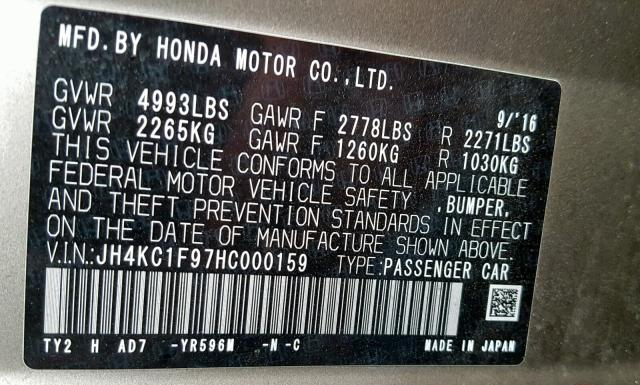 MFD. BY HONDA MOTOR CO.,LTD.
9/'16
GVWR 4993LBS GAWR F 2778LBS R 2271LBS
GVWR 2265KG GAWR F 1260KG R 1030KG
THIS VEHICLE CONFORMS TO ALL APPLICABLE
FEDERAL MOTOR VEHICLE SAFETY ,BUMPER,
AND THEFT PREVENTION STANDARDS IN EFFECT
ON THE DATE OF MANUFACTURE SHOWN ABOVE.
V.I.N.:JH4KC1F97HC000159 TYPE:PASSENGER CAR
TY2 H AD7 -YR596M -N-C MADE IN JAPAN